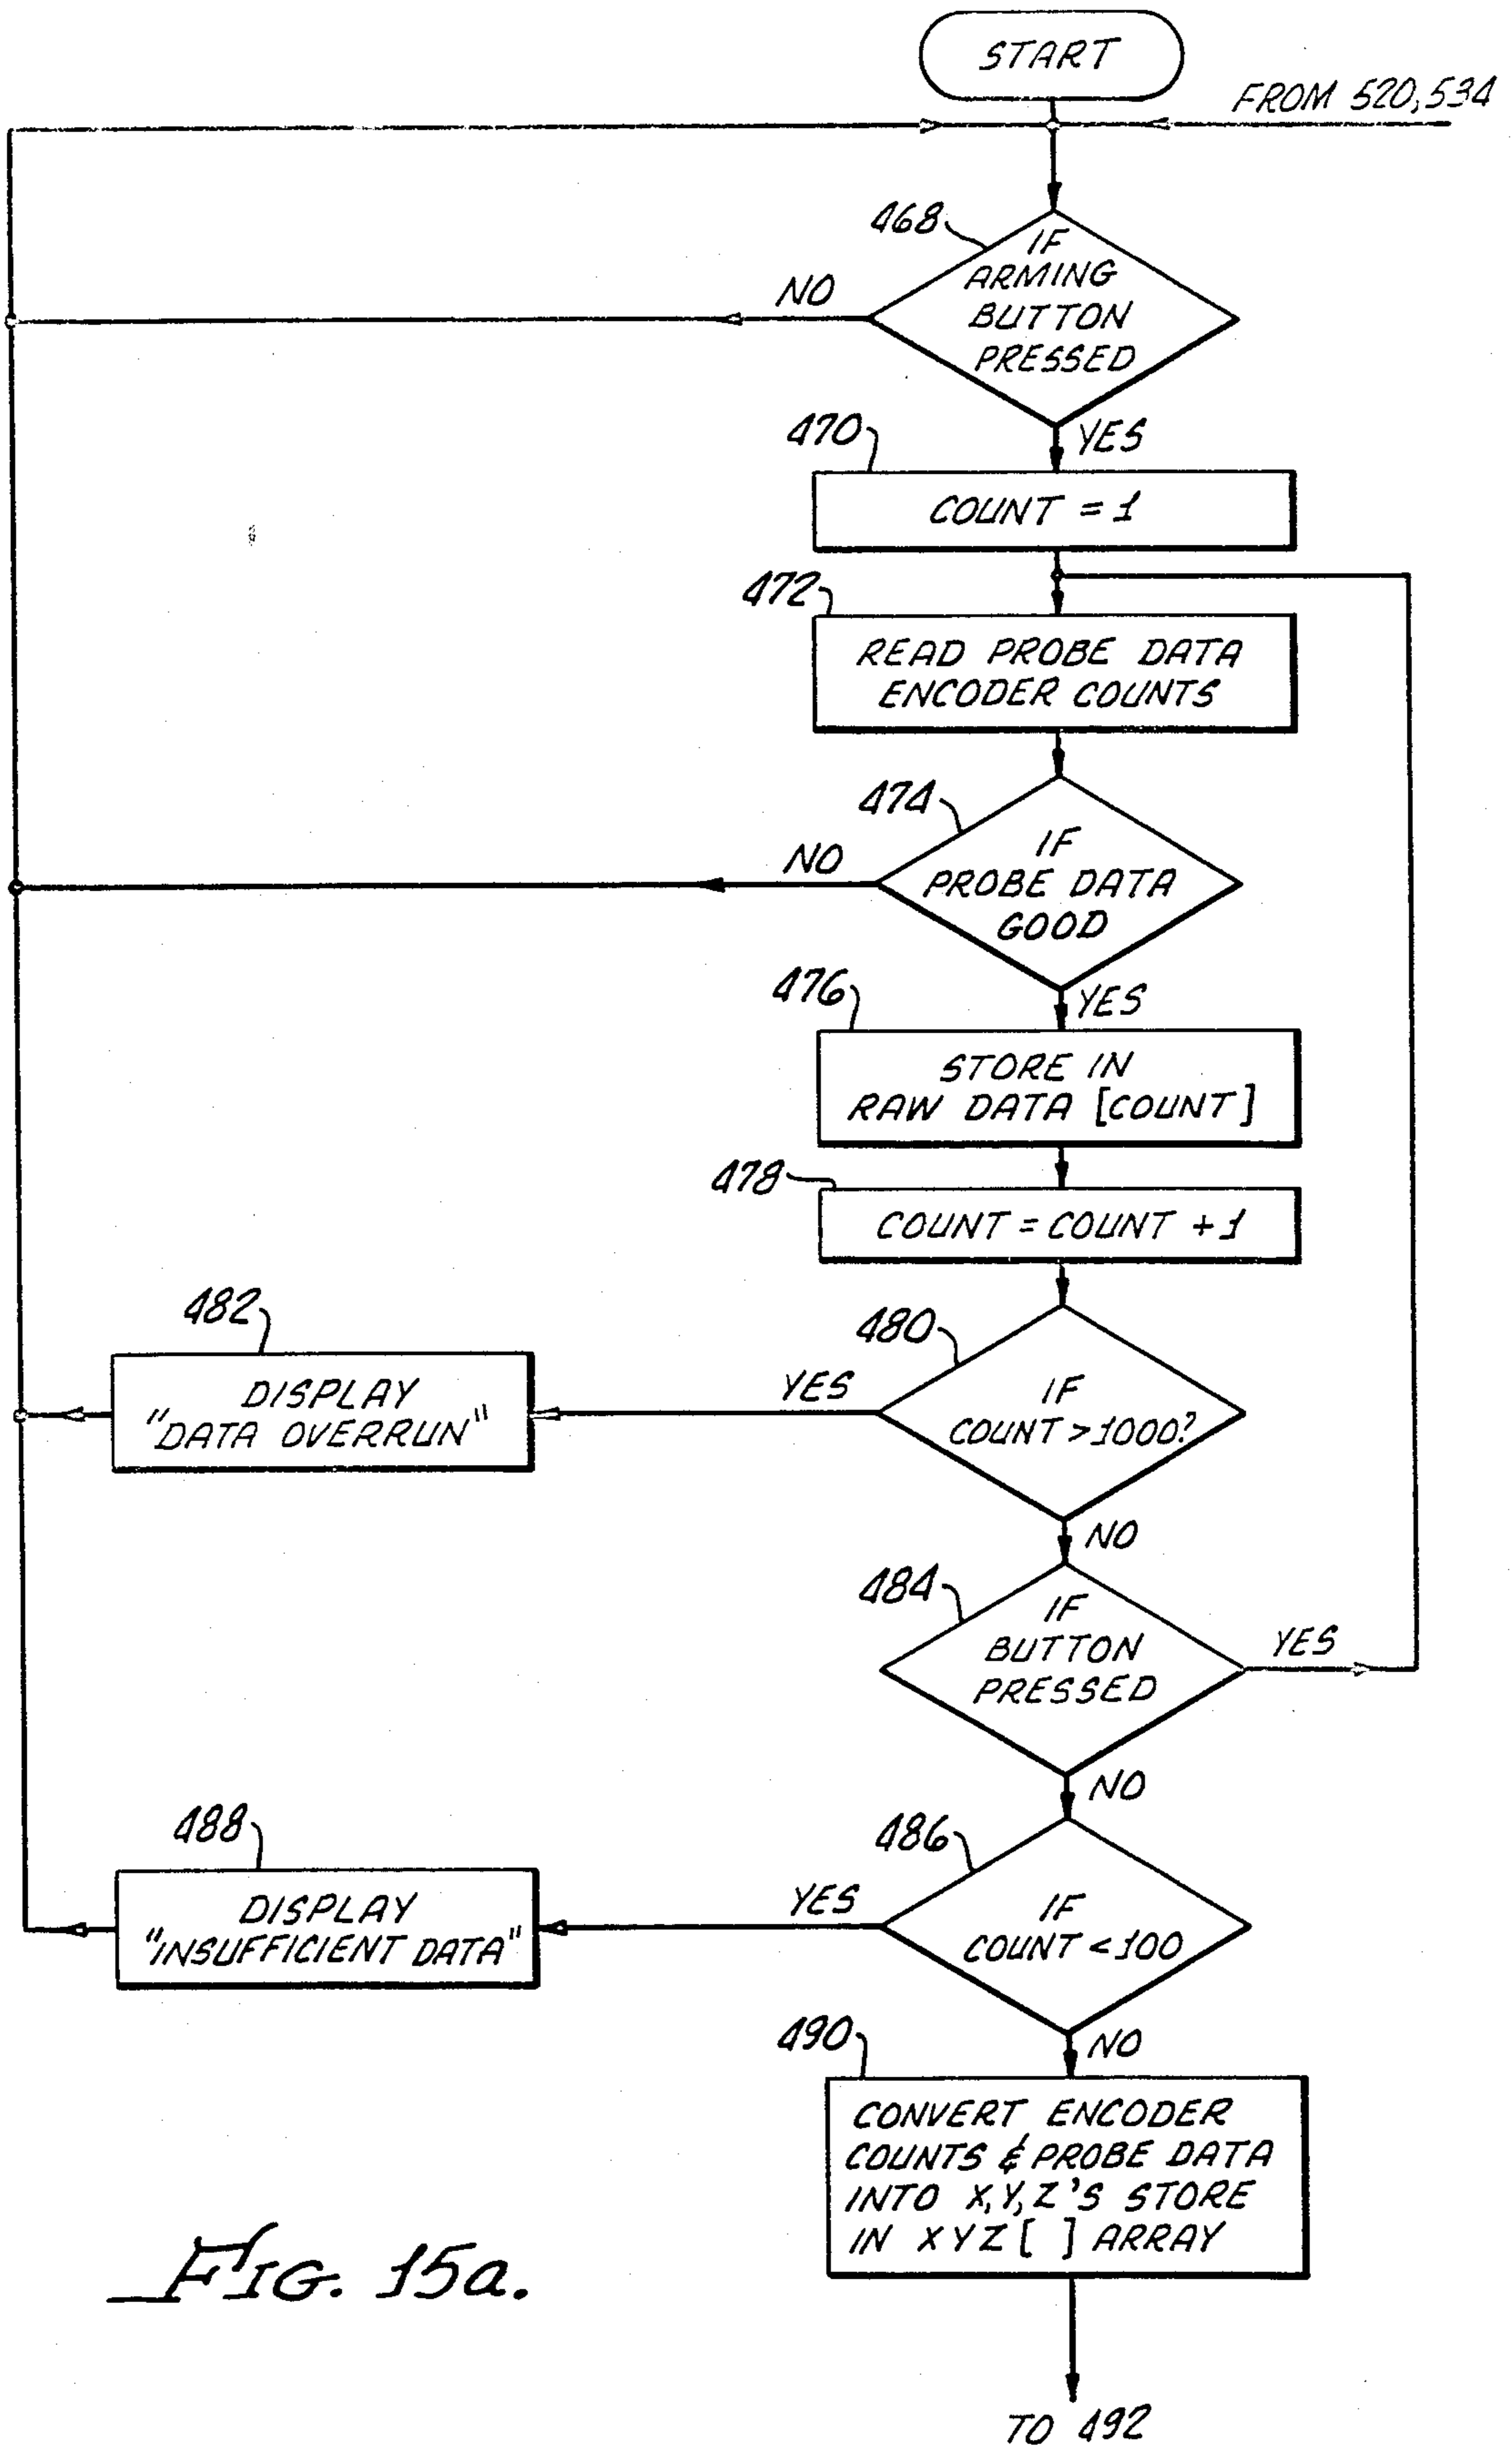 START
FROM 520, 534
468
IF
ARMING
BUTTON
PRESSED
NO
YES
470
COUNT = 1
472
READ PROBE DATA
ENCODER COUNTS
474
IF
PROBE DATA
GOOD
NO
YES
476
STORE IN
RAW DATA [COUNT]
478
COUNT = COUNT + 1
480
IF
COUNT > 1000?
YES
482
DISPLAY
"DATA OVERRUN"
NO
484
IF
BUTTON
PRESSED
YES
NO
486
IF
COUNT < 100
YES
488
DISPLAY
"INSUFFICIENT DATA"
NO
490
CONVERT ENCODER
COUNTS & PROBE DATA
INTO X,Y,Z'S STORE
IN XYZ [ ] ARRAY
TO 492
FIG. 15a.